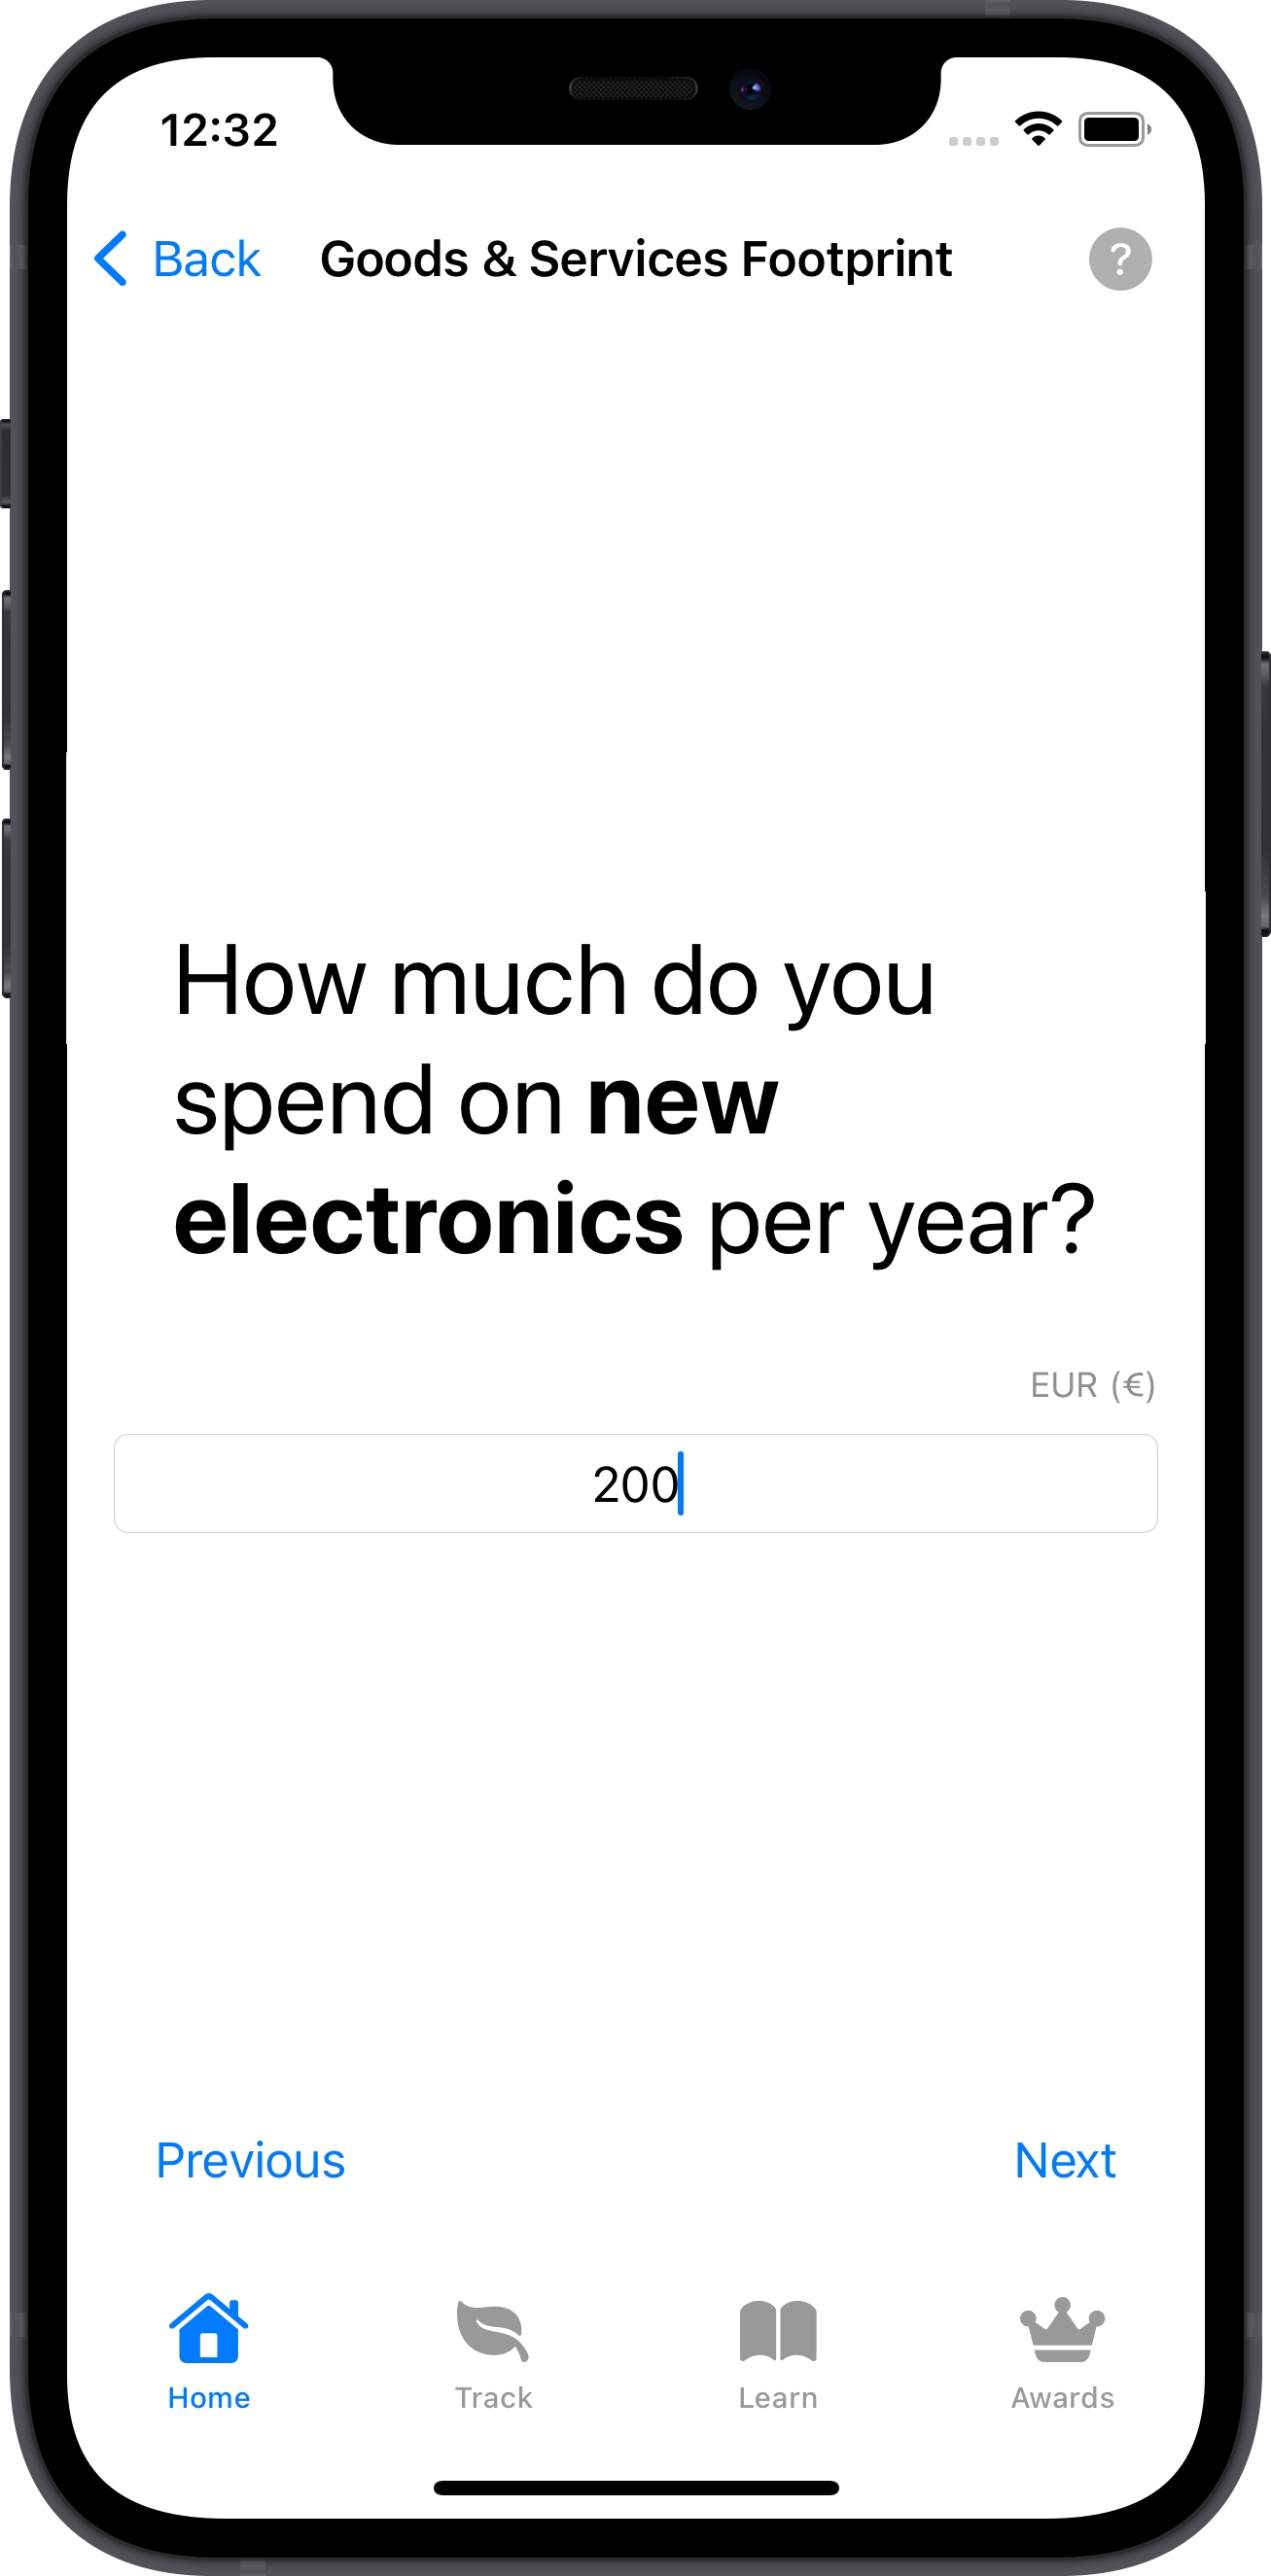 12:32
Back Goods & Services Footprint ?
How much do you
spend on new
electronics per year?
EUR (€)
200
Previous Next
Home Track Learn Awards